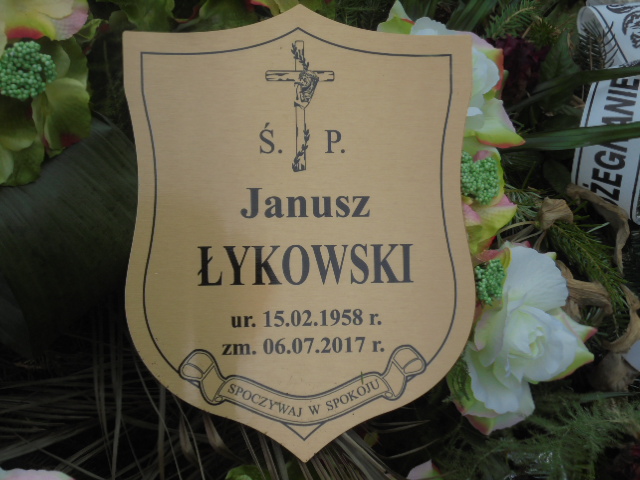 Ś. P.
Janusz
ŁYKOWSKI
ur. 15.02.1958 r.
zm. 06.07.2017 r.
SPOCZYWAJ W SPOKOJU